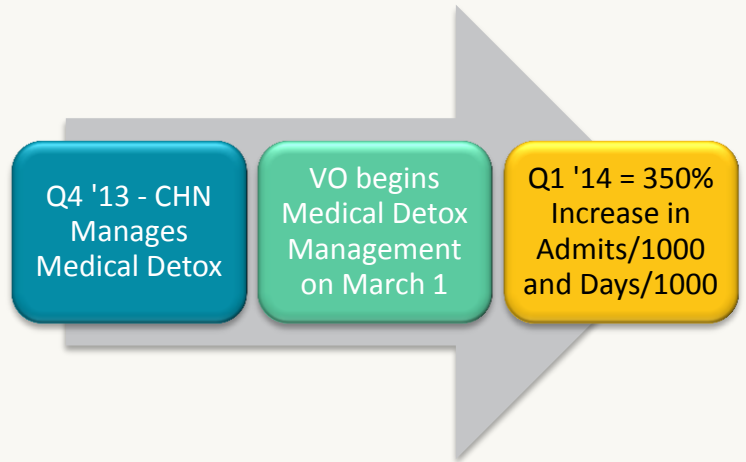 Q4 '13 - CHN
Manages
Medical Detox
VO begins
Medical Detox
Management
on March 1
Q1 '14 = 350%
Increase in
Admits/1000
and Days/1000